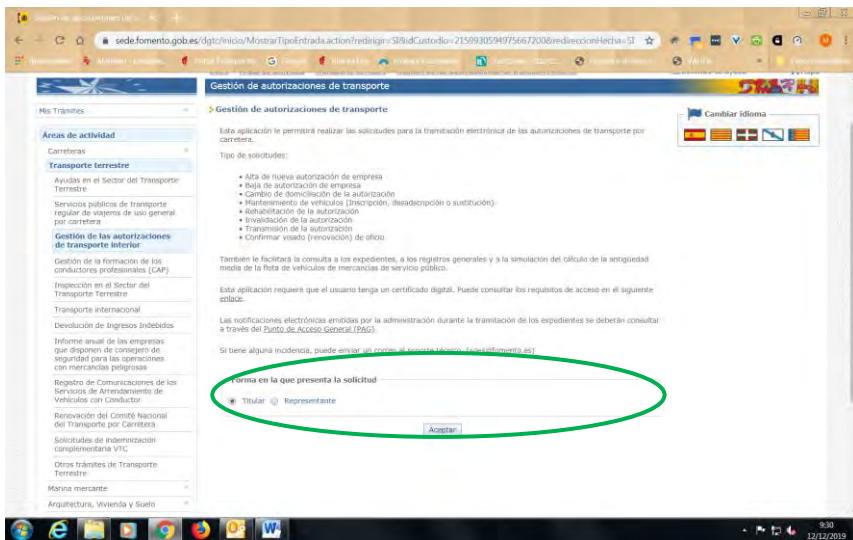 sede.fomento.gob.es/dgtc/inicio/MostrarTipoEntrada.action?redirigir=SI&idCustodio=2159930594975667200&redireccionHecha=SI
Gestión de autorizaciones de transporte
Mis Trámites
Áreas de actividad
Carreteras
Transporte terrestre
Ayudas en el Sector del Transporte
Terrestre
Servicios públicos de transporte
regular de viajeros de uso general
por carretera
Gestión de las autorizaciones
de transporte interior
Gestión de la formación de los
conductores profesionales (CAP)
Inspección en el Sector del
Transporte Terrestre
Transporte internacional
Devolución de Ingresos Indebidos
Informe anual de las empresas
que disponen de consejero de
seguridad para las operaciones
con mercancías peligrosas
Registro de Comunicaciones de los
Servicios de Arrendamiento de
Vehículos con Conductor
Renovación del Comité Nacional
del Transporte por Carretera
Solicitudes de indemnización
complementaria VTC
Otros trámites de Transporte
Terrestre
Marina mercante
Arquitectura, Vivienda y Suelo
Gestión de autorizaciones de transporte
Esta aplicación le permitirá realizar las solicitudes para la tramitación electrónica de las autorizaciones de transporte por
carretera.
Tipo de solicitudes:
• Alta de nueva autorización de empresa
• Baja de autorización de empresa
• Cambio de domiciliación de la autorización
• Mantenimiento de vehículos (Inscripción, desadscripción o sustitución)
• Rehabilitación de la autorización
• Invalidación de la autorización
• Transmisión de la autorización
• Confirmar visado (renovación) de oficio
También le facilitará la consulta a los expedientes, a los registros generales y a la simulación del cálculo de la antigüedad
media de la flota de vehículos de mercancías de servicio público.
Esta aplicación requiere que el usuario tenga un certificado digital. Puede consultar los requisitos de acceso en el siguiente
enlace.
Las notificaciones electrónicas emitidas por la administración durante la tramitación de los expedientes se deberán consultar
a través del Punto de Acceso General (PAG).
Si tiene alguna incidencia, puede enviar un correo al soporte técnico
Forma en la que presenta la solicitud
Titular Representante
Aceptar
Cambiar idioma
9:30
12/12/2019